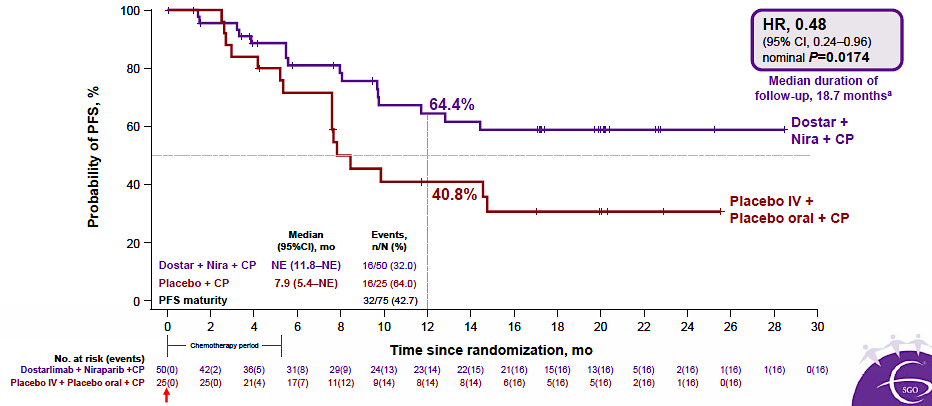 HR, 0.48
(95% CI, 0.24–0.96)
nominal P=0.0174
Median duration of
follow-up, 18.7 monthsᵃ
Probability of PFS, %
100
80
60
40
20
0
64.4%
40.8%
Dostar +
Nira + CP
Placebo IV +
Placebo oral + CP
Median Events,
(95%CI), mo n/N (%)
Dostar + Nira + CP NE (11.8–NE) 16/50 (32.0)
Placebo + CP 7.9 (5.4–NE) 16/25 (64.0)
PFS maturity 32/75 (42.7)
0 2 4 6 8 10 12 14 16 18 20 22 24 26 28 30
Chemotherapy period
Time since randomization, mo
No. at risk (events)
Dostarlimab + Niraparib +CP 50(0) 42(2) 36(5) 31(8) 29(9) 24(13) 23(14) 22(15) 21(16) 15(16) 13(16) 5(16) 2(16) 1(16) 1(16) 0(16)
Placebo IV + Placebo oral + CP 25(0) 25(0) 21(4) 17(7) 11(12) 9(14) 8(14) 8(14) 6(16) 5(16) 5(16) 2(16) 1(16) 0(16)
SGO